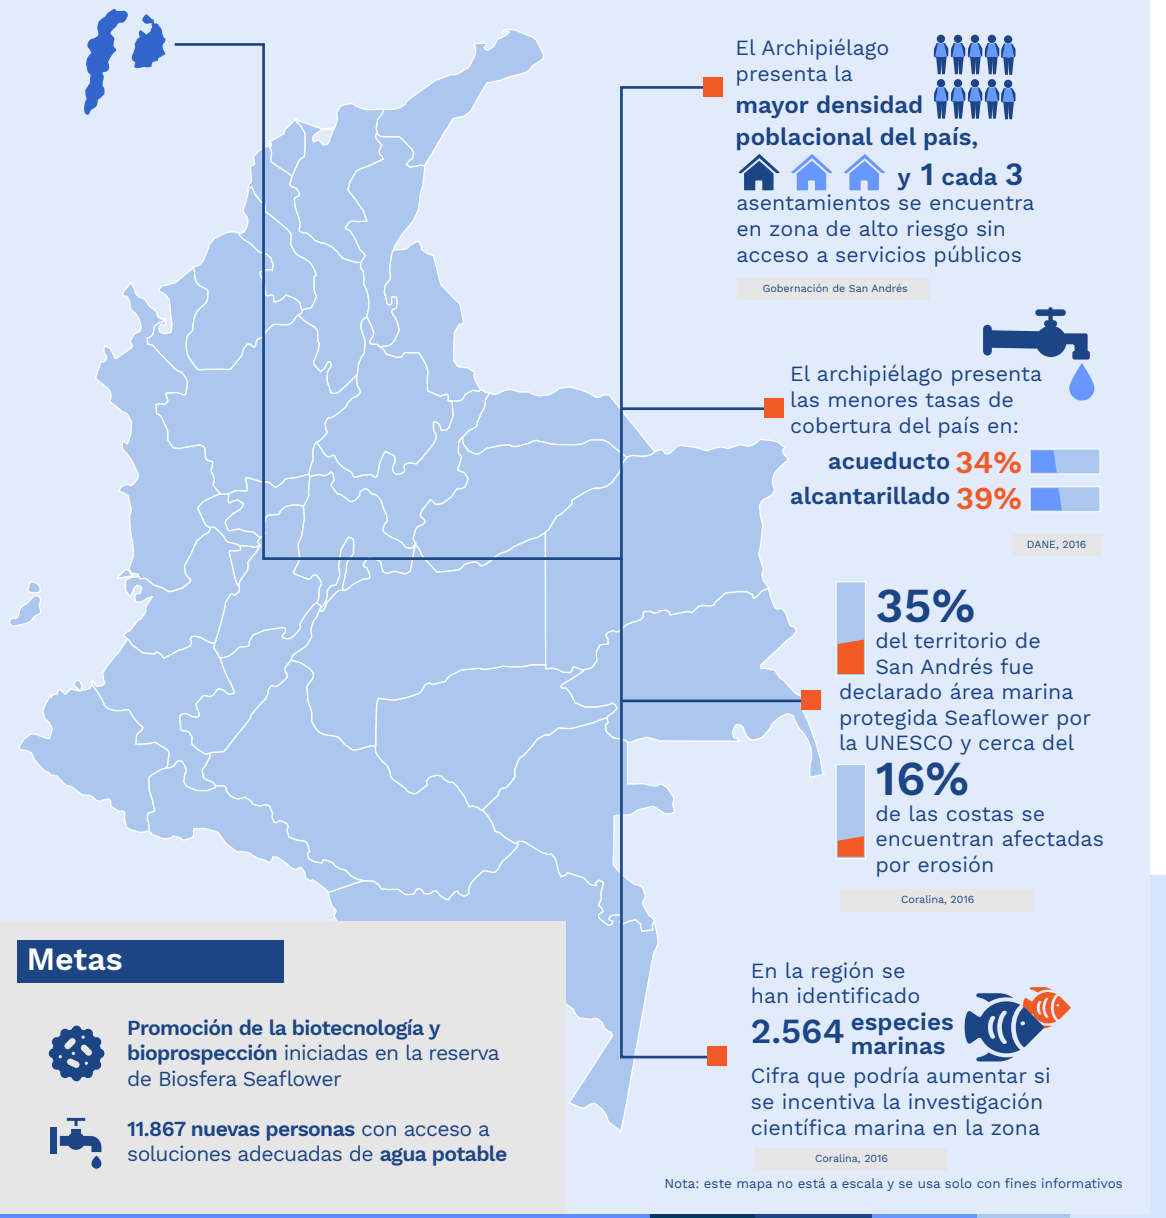 El Archipiélago
presenta la
mayor densidad
poblacional del país,
y 1 cada 3
asentamientos se encuentra
en zona de alto riesgo sin
acceso a servicios públicos
Gobernación de San Andrés
El archipiélago presenta
las menores tasas de
cobertura del país en:
acueducto 34%
alcantarillado 39%
DANE, 2016
35%
del territorio de
San Andrés fue
declarado área marina
protegida Seaflower por
la UNESCO y cerca del
16%
de las costas se
encuentran afectadas
por erosión
Coralina, 2016
En la región se
han identificado
2.564 especies
marinas
Cifra que podría aumentar si
se incentiva la investigación
científica marina en la zona
Coralina, 2016
Nota: este mapa no está a escala y se usa solo con fines informativos
Metas
Promoción de la biotecnología y
bioprospección iniciadas en la reserva
de Biosfera Seaflower
11.867 nuevas personas con acceso a
soluciones adecuadas de agua potable